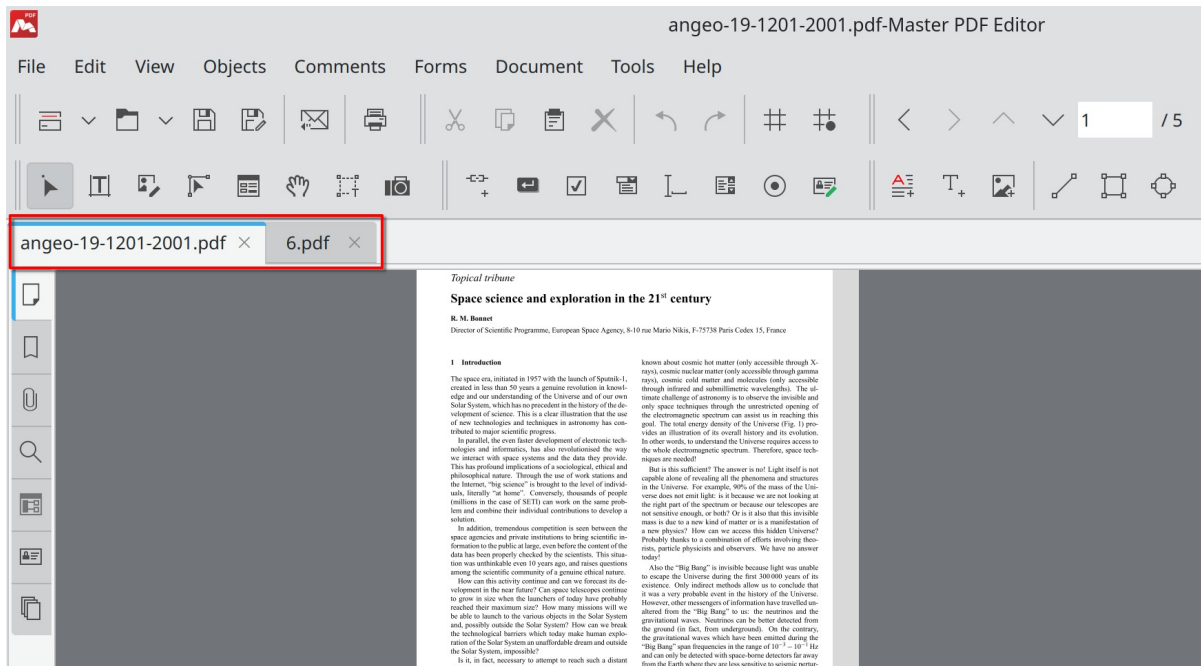 PDF
angeo-19-1201-2001.pdf-Master PDF Editor
File Edit View Objects Comments Forms Document Tools Help
1 / 5
angeo-19-1201-2001.pdf × 6.pdf ×
Topical tribute
Space science and exploration in the 21st century
R. M. Bonnet
Director of Scientific Programme, European Space Agency, 8-10 rue Mario Nikis, F-75738 Paris Cedex 15, France
1 Introduction
The space era, initiated in 1957 with the launch of Sputnik-1,
created in less than 50 years a genuine revolution in knowl-
edge and our understanding of the Universe and of our own
Solar System, which has no precedent in the history of the de-
velopment of science. This is a clear illustration that the use
of new technologies and techniques in astronomy has con-
tributed to major scientific progress.
In parallel, the even faster development of electronic tech-
nologies and informatics, has also revolutionised the way
we interact with space systems and the data they provide.
This has profound implications of a sociological, ethical and
philosophical nature. Through the use of work stations and
the Internet, "big science" is brought to the level of individ-
uals, literally "at home". Conversely, thousands of people
(millions in the case of SETI) can work on the same prob-
lem and combine their individual contributions to develop a
solution.
In addition, tremendous competition is seen between the
space agencies and private institutions to bring scientific in-
formation to the public at large, even before the content of the
data has been properly checked by the scientists. This situa-
tion was unthinkable even 10 years ago, and raises questions
among the scientific community of a genuine ethical nature.
How can this activity continue and can we forecast its de-
velopment in the near future? Can space telescopes continue
to grow in size when the launchers of today have probably
reached their maximum size? How many missions will we
be able to launch to the various objects in the Solar System
and, possibly outside the Solar System? How can we break
the technological barriers which today make human explo-
ration of the Solar System an unaffordable dream and outside
the Solar System, impossible?
Is it, in fact, necessary to attempt to reach such a distant
known about cosmic hot matter (only accessible through X-
rays), cosmic nuclear matter (only accessible through gamma
rays), cosmic cold matter and molecules (only accessible
through infrared and submillimetric wavelengths). The ul-
timate challenge of astronomy is to observe the invisible and
only space techniques through the unrestricted opening of
the electromagnetic spectrum can assist us in reaching this
goal. The total energy density of the Universe (Fig. 1) pro-
vides an illustration of its overall history and its evolution.
In other words, to understand the Universe requires access to
the whole electromagnetic spectrum. Therefore, space tech-
niques are needed!
But is this sufficient? The answer is no! Light itself is not
capable alone of revealing all the phenomena and structures
in the Universe. For example, 90% of the mass of the Uni-
verse does not emit light: is it because we are not looking at
the right part of the spectrum or because our telescopes are
not sensitive enough, or both? Or is it also that this invisible
mass is due to a new kind of matter or is a manifestation of
a new physics? How can we access this hidden Universe?
Probably thanks to a combination of efforts involving theo-
rists, particle physicists and observers. We have no answer
today!
Also the "Big Bang" is invisible because light was unable
to escape the Universe during the first 300 000 years of its
existence. Only indirect methods allow us to conclude that
it was a very probable event in the history of the Universe.
However, other messengers of information have travelled un-
altered from the "Big Bang" to us: the neutrinos and the
gravitational waves. Neutrinos can be better detected from
the ground (in fact, from underground). On the contrary,
the gravitational waves which have been emitted during the
"Big Bang" span frequencies in the range of 10⁻³ – 10⁻¹ Hz
and can only be detected with space-borne detectors far away
from the Earth where they are less sensitive to seismic pertur-